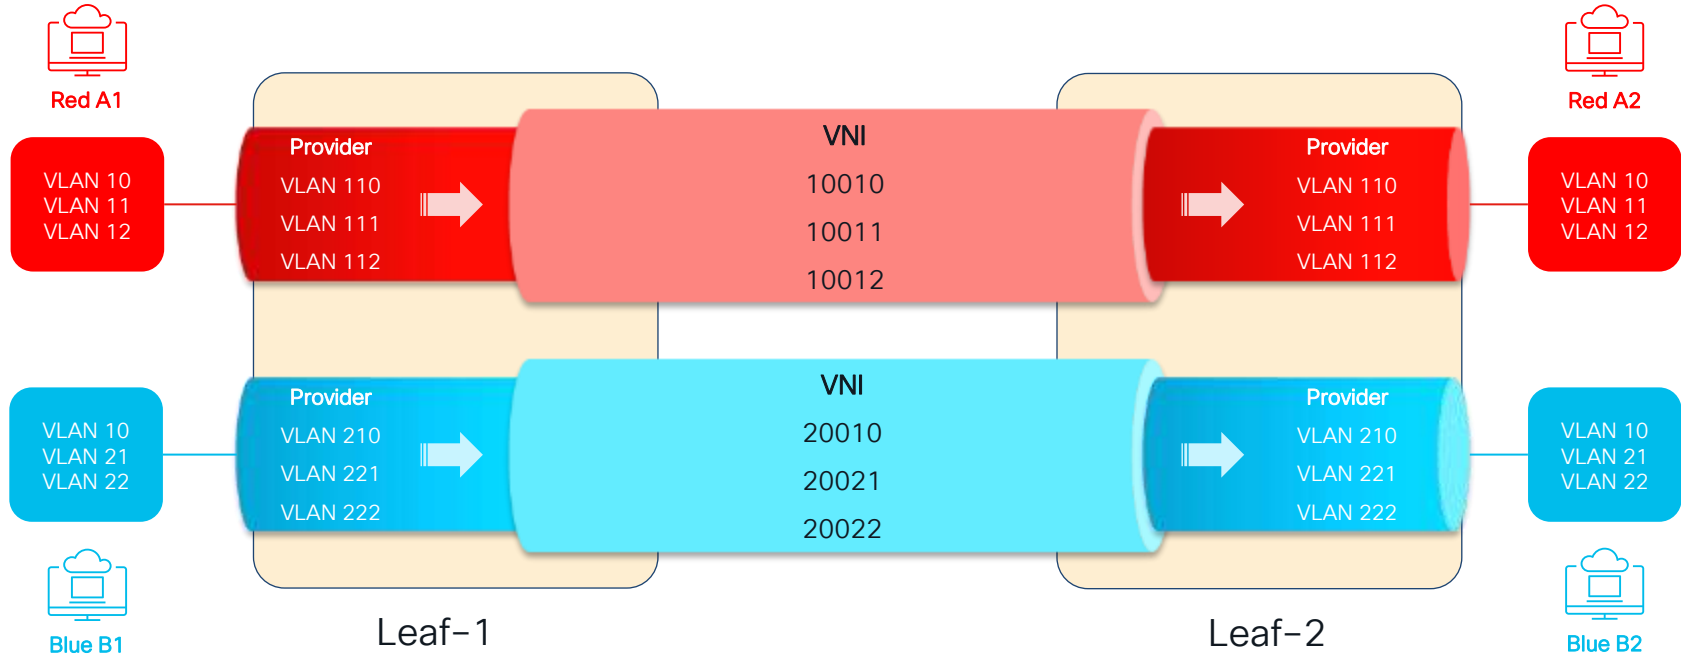 Red A1
VLAN 10
VLAN 11
VLAN 12
Provider
VLAN 110
VLAN 111
VLAN 112
VNI
10010
10011
10012
Provider
VLAN 110
VLAN 111
VLAN 112
Red A2
VLAN 10
VLAN 11
VLAN 12
VLAN 10
VLAN 21
VLAN 22
Blue B1
Provider
VLAN 210
VLAN 221
VLAN 222
VNI
20010
20021
20022
Provider
VLAN 210
VLAN 221
VLAN 222
VLAN 10
VLAN 21
VLAN 22
Blue B2
Leaf-1
Leaf-2